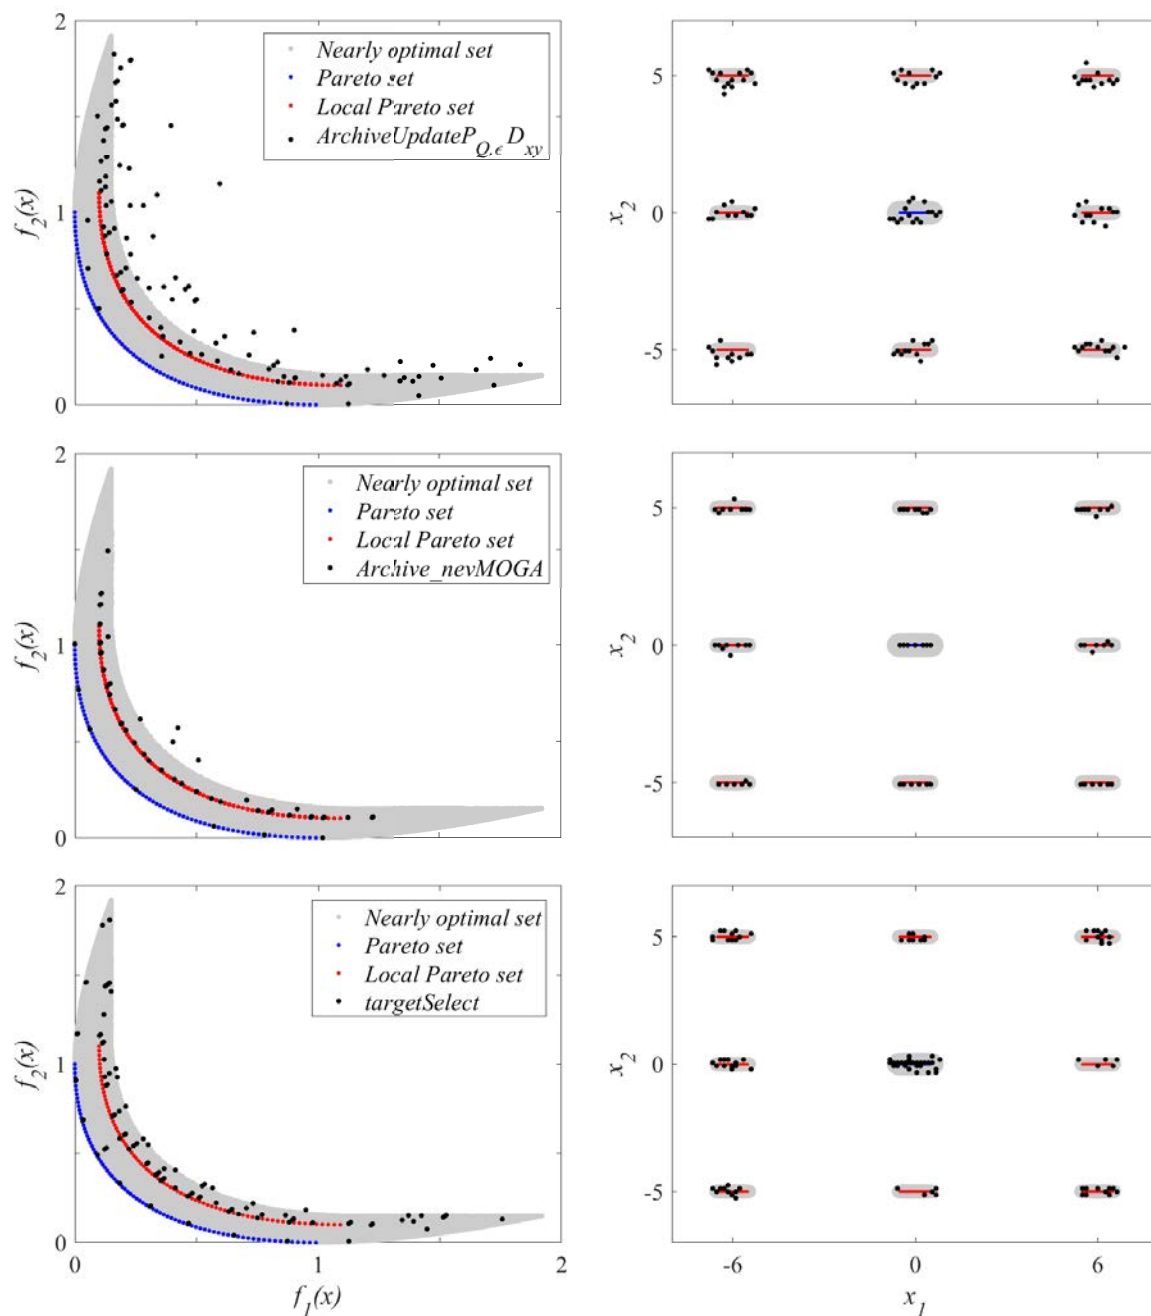 2
Nearly optimal set
Pareto set
Local Pareto set
ArchiveUpdateP_{Q,ϵ}D_{xy}
f_2(x)
1
0
5
x_2
0
-5
2
Nearly optimal set
Pareto set
Local Pareto set
Archive_nevMOGA
f_2(x)
1
0
5
x_2
0
-5
2
Nearly optimal set
Pareto set
Local Pareto set
targetSelect
f_2(x)
1
0
0 1 2
f_1(x)
5
x_2
0
-5
-6 0 6
x_1